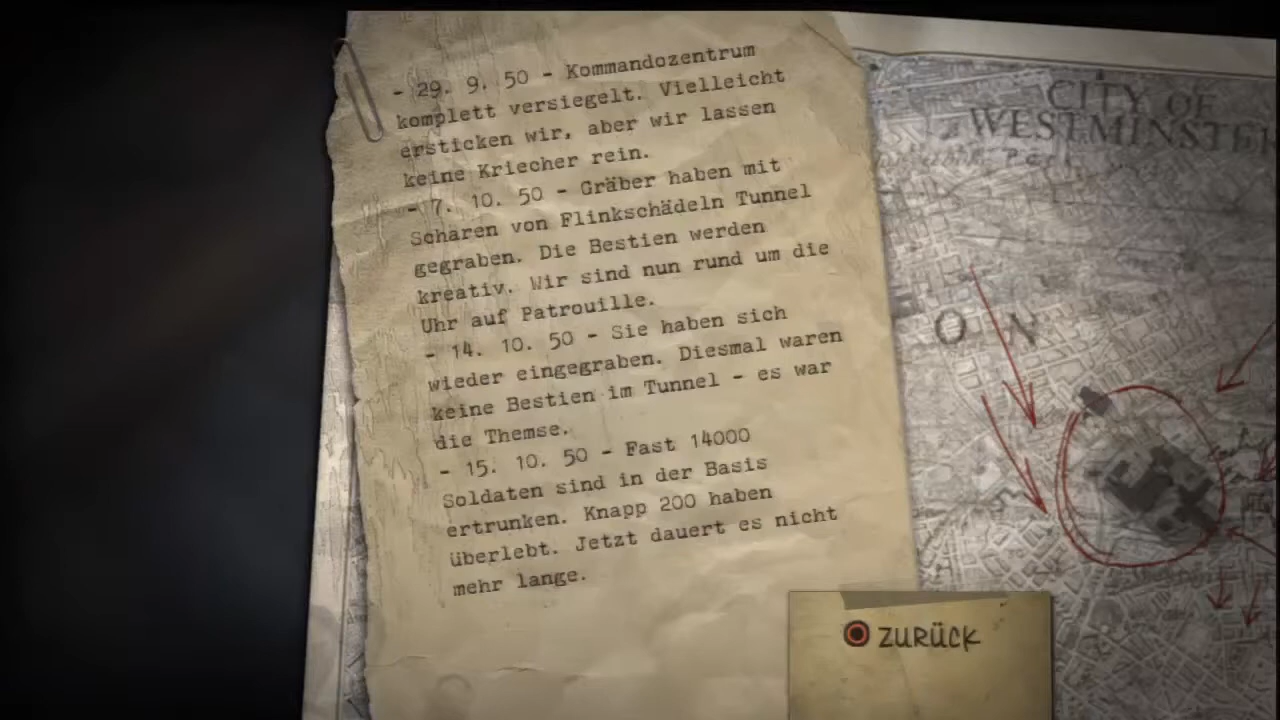 - 29. 9. 50 - Kommandozentrum
komplett versiegelt. Vielleicht
ersticken wir, aber wir lassen
keine Kriecher rein.
- 7. 10. 50 - Gräber haben mit
Scharen von Flinkschädeln Tunnel
gegraben. Die Bestien werden
kreativ. Wir sind nun rund um die
Uhr auf Patrouille.
- 14. 10. 50 - Sie haben sich
wieder eingegraben. Diesmal waren
keine Bestien im Tunnel - es war
die Themse.
- 15. 10. 50 - Fast 14000
Soldaten sind in der Basis
ertrunken. Knapp 200 haben
überlebt. Jetzt dauert es nicht
mehr lange.
CITY OF
WESTMINSTER
O N
ZURÜCK